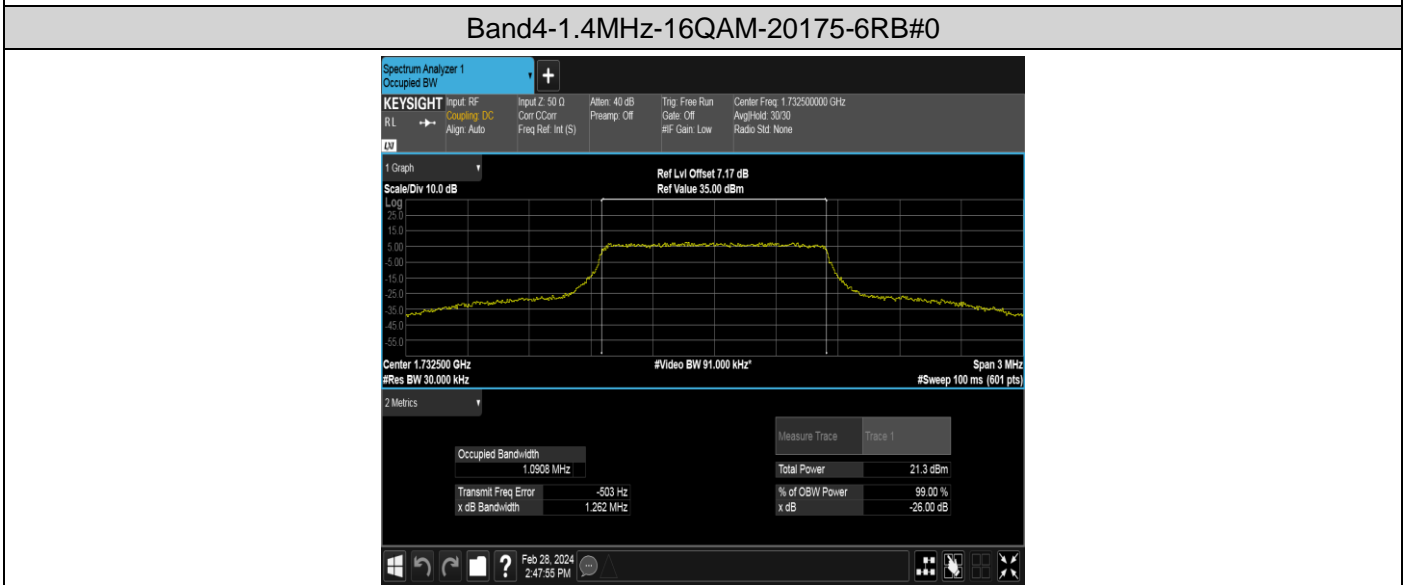 Band4-1.4MHz-16QAM-20175-6RB#0
Spectrum Analyzer 1
Occupied BW
+
KEYSIGHT
R L
LXI
Input: RF
Coupling: DC
Align: Auto
Input Z: 50 Ω
Corr CCorr
Freq Ref: Int (S)
Atten: 40 dB
Preamp: Off
Trig: Free Run
Gate: Off
#IF Gain: Low
Center Freq: 1.732500000 GHz
Avg|Hold: 30/30
Radio Std: None
1 Graph
Scale/Div 10.0 dB
Ref Lvl Offset 7.17 dB
Ref Value 35.00 dBm
Log
25.0
15.0
5.00
-5.00
-15.0
-25.0
-35.0
-45.0
-55.0
Center 1.732500 GHz
#Video BW 91.000 kHz*
Span 3 MHz
#Res BW 30.000 kHz
#Sweep 100 ms (601 pts)
2 Metrics
Measure Trace Trace 1
Occupied Bandwidth
1.0908 MHz
Total Power 21.3 dBm
Transmit Freq Error -503 Hz
% of OBW Power 99.00 %
x dB Bandwidth 1.262 MHz
x dB -26.00 dB
?
Feb 28, 2024
2:47:55 PM